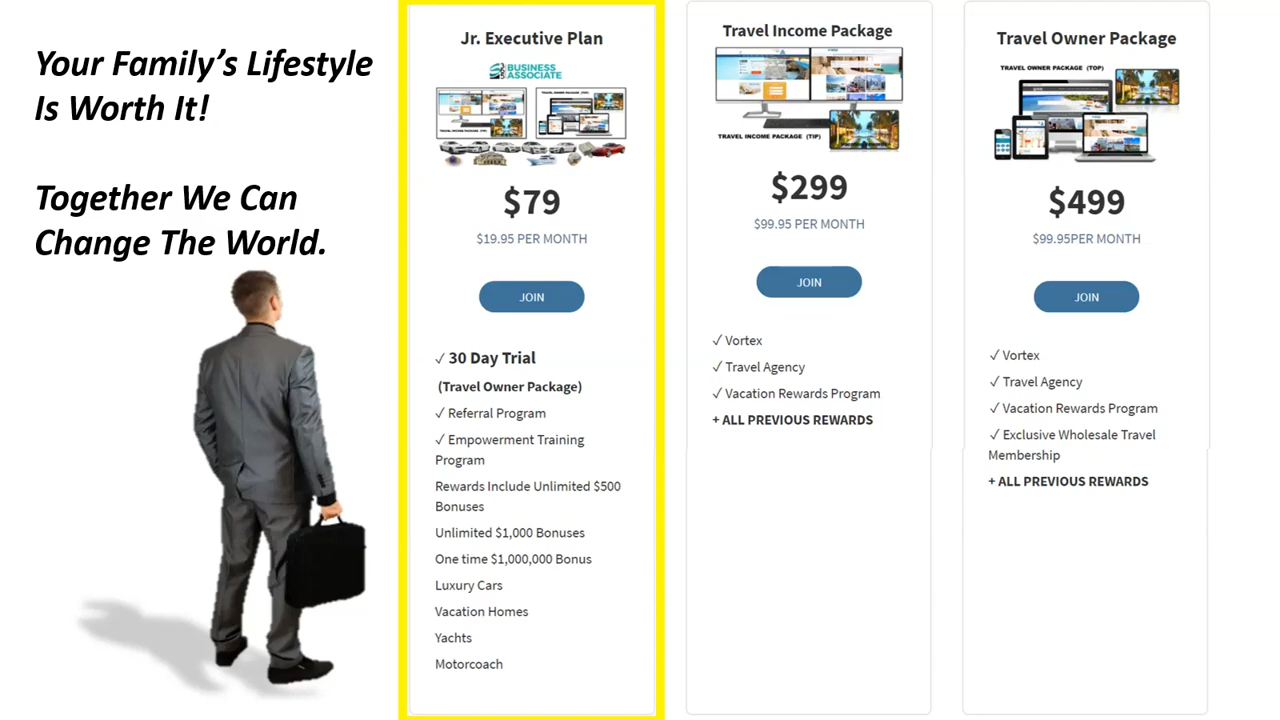 Your Family's Lifestyle
Is Worth It!
Together We Can
Change The World.
Jr. Executive Plan
BUSINESS
ASSOCIATE
$79
$19.95 PER MONTH
JOIN
✓ 30 Day Trial
(Travel Owner Package)
✓ Referral Program
✓ Empowerment Training
Program
Rewards Include Unlimited $500
Bonuses
Unlimited $1,000 Bonuses
One time $1,000,000 Bonus
Luxury Cars
Vacation Homes
Yachts
Motorcoach
Travel Income Package
TRAVEL INCOME PACKAGE (TIP)
$299
$99.95 PER MONTH
JOIN
✓ Vortex
✓ Travel Agency
✓ Vacation Rewards Program
+ ALL PREVIOUS REWARDS
Travel Owner Package
TRAVEL OWNER PACKAGE (TOP)
$499
$99.95PER MONTH
JOIN
✓ Vortex
✓ Travel Agency
✓ Vacation Rewards Program
✓ Exclusive Wholesale Travel
Membership
+ ALL PREVIOUS REWARDS